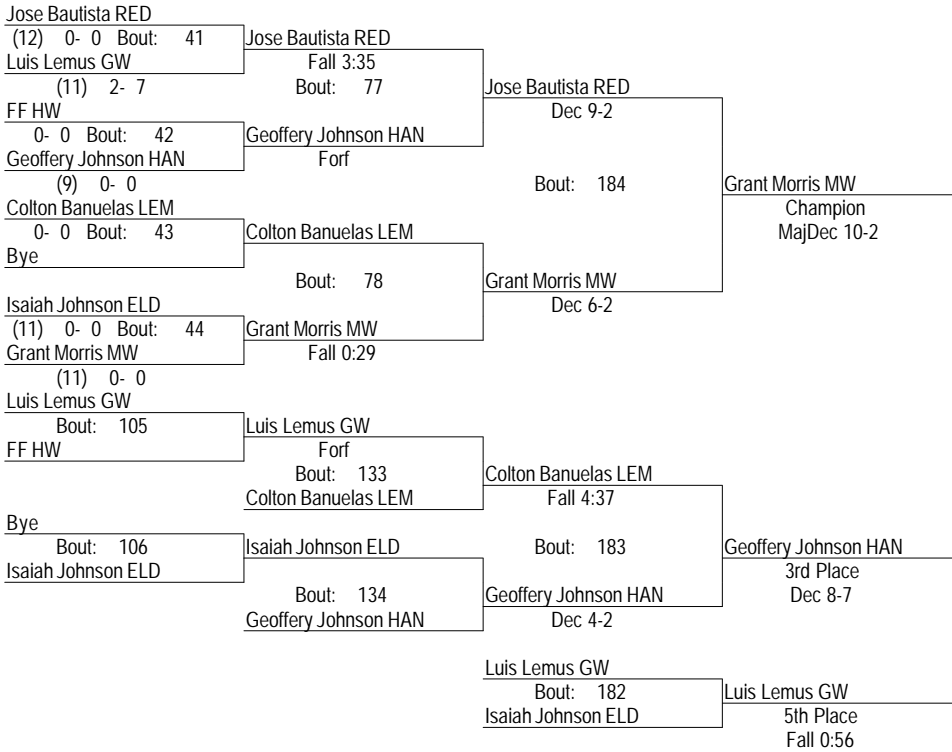 Jose Bautista RED
(12) 0- 0 Bout: 41
Luis Lemus GW
(11) 2- 7
FF HW
0- 0 Bout: 42
Geoffery Johnson HAN
(9) 0- 0
Colton Banuelas LEM
0- 0 Bout: 43
Bye
Isaiah Johnson ELD
(11) 0- 0 Bout: 44
Grant Morris MW
(11) 0- 0
Jose Bautista RED
Fall 3:35
Bout: 77
Geoffery Johnson HAN
Forf
Colton Banuelas LEM
Bout: 78
Grant Morris MW
Fall 0:29
Jose Bautista RED
Dec 9-2
Bout: 184
Grant Morris MW
Dec 6-2
Grant Morris MW
Champion
MajDec 10-2
Luis Lemus GW
Bout: 105
FF HW
Bye
Bout: 106
Isaiah Johnson ELD
Luis Lemus GW
Forf
Bout: 133
Colton Banuelas LEM
Isaiah Johnson ELD
Bout: 134
Geoffery Johnson HAN
Colton Banuelas LEM
Fall 4:37
Bout: 183
Geoffery Johnson HAN
Dec 4-2
Geoffery Johnson HAN
3rd Place
Dec 8-7
Luis Lemus GW
Bout: 182
Isaiah Johnson ELD
Luis Lemus GW
5th Place
Fall 0:56